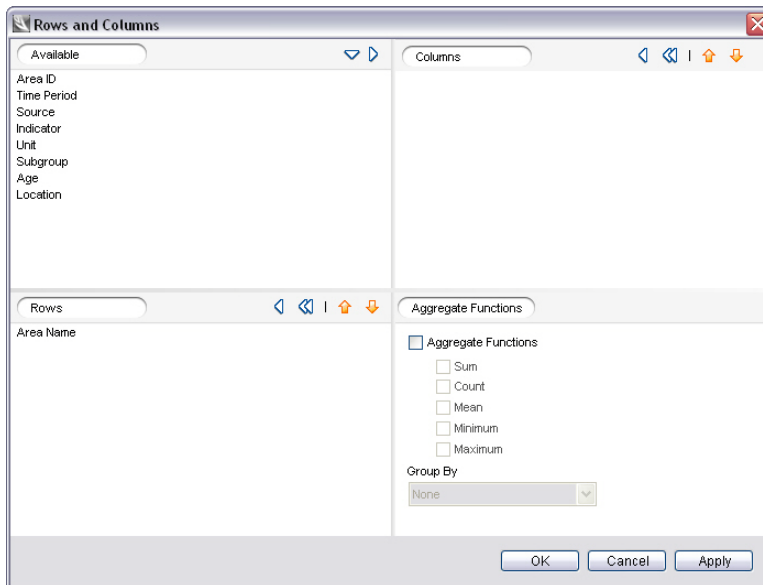 Rows and Columns
Available
Area ID
Time Period
Source
Indicator
Unit
Subgroup
Age
Location
Columns
Rows
Area Name
Aggregate Functions
Aggregate Functions
Sum
Count
Mean
Minimum
Maximum
Group By
None
OK
Cancel
Apply